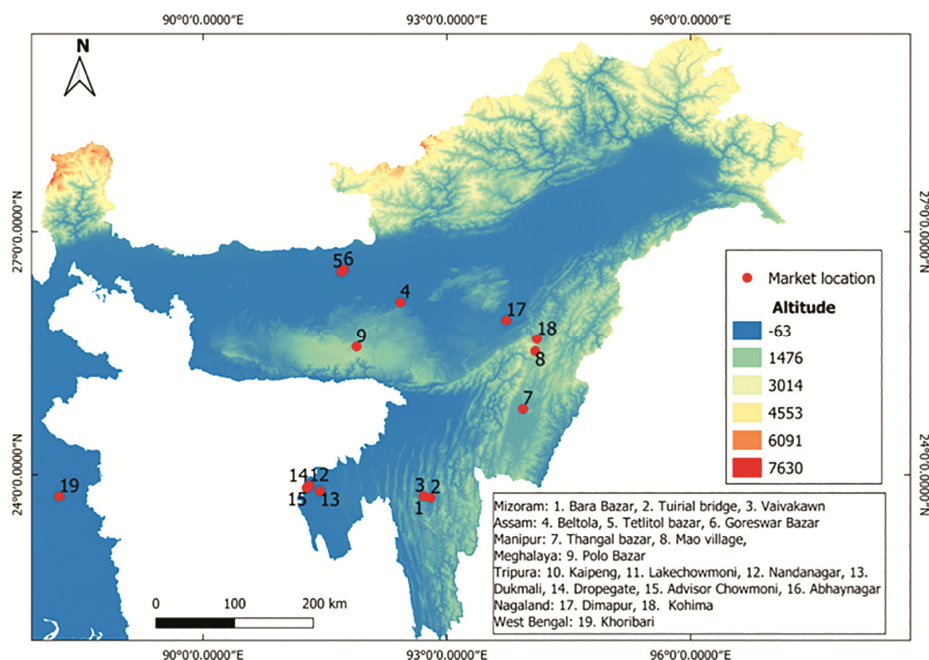 90°0'0.0000"E 93°0'0.0000"E 96°0'0.0000"E
N
27°0'0.0000"N 27°0'0.0000"N
56
4
17
18
9
8
7
Market location
Altitude
-63
1476
3014
4553
6091
7630
24°0'0.0000"N 24°0'0.0000"N
19
14 12
15 13
3 2
1
Mizoram: 1. Bara Bazar, 2. Tuirial bridge, 3. Vaivakawn
Assam: 4. Beltola, 5. Tetlitol bazar, 6. Goreswar Bazar
Manipur: 7. Thangal bazar, 8. Mao village,
Meghalaya: 9. Polo Bazar
Tripura: 10. Kaipeng, 11. Lakechowmoni, 12. Nandanagar, 13.
Dukmali, 14. Dropegate, 15. Advisor Chowmoni, 16. Abhaynagar
Nagaland: 17. Dimapur, 18. Kohima
West Bengal: 19. Khoribari
0 100 200 km
90°0'0.0000"E 93°0'0.0000"E 96°0'0.0000"E